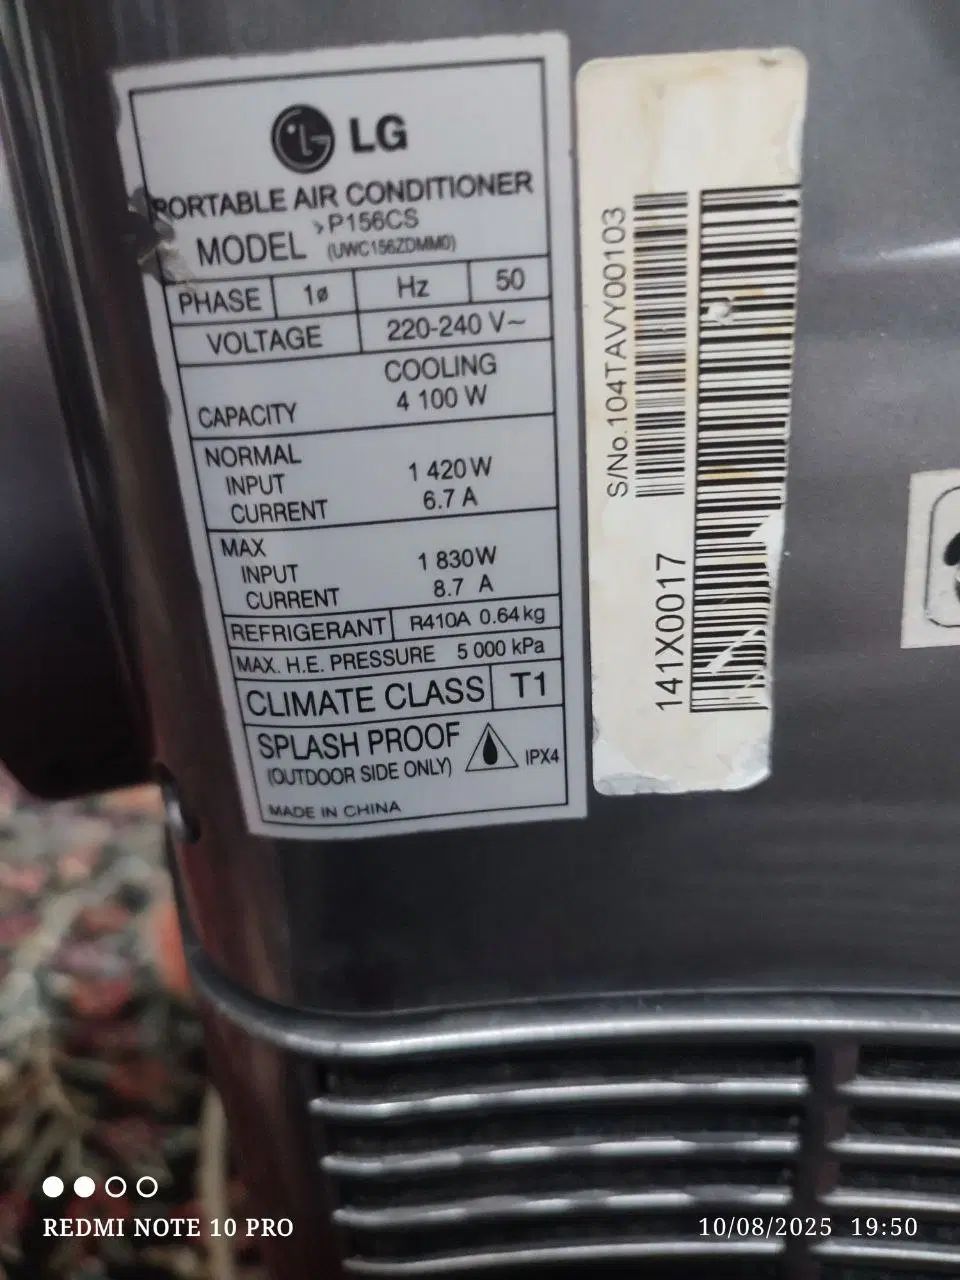 LG
PORTABLE AIR CONDITIONER
MODEL P156CS
(UWC156ZDMM0)
PHASE 1ø Hz 50
VOLTAGE 220-240 V~
COOLING
CAPACITY 4 100 W
NORMAL
INPUT 1 420 W
CURRENT 6.7 A
MAX
INPUT 1 830 W
CURRENT 8.7 A
REFRIGERANT R410A 0.64 kg
MAX. H.E. PRESSURE 5 000 kPa
CLIMATE CLASS T1
SPLASH PROOF
(OUTDOOR SIDE ONLY) IPX4
MADE IN CHINA
S/No.104TAVY00103
141X0017
REDMI NOTE 10 PRO
10/08/2025 19:50